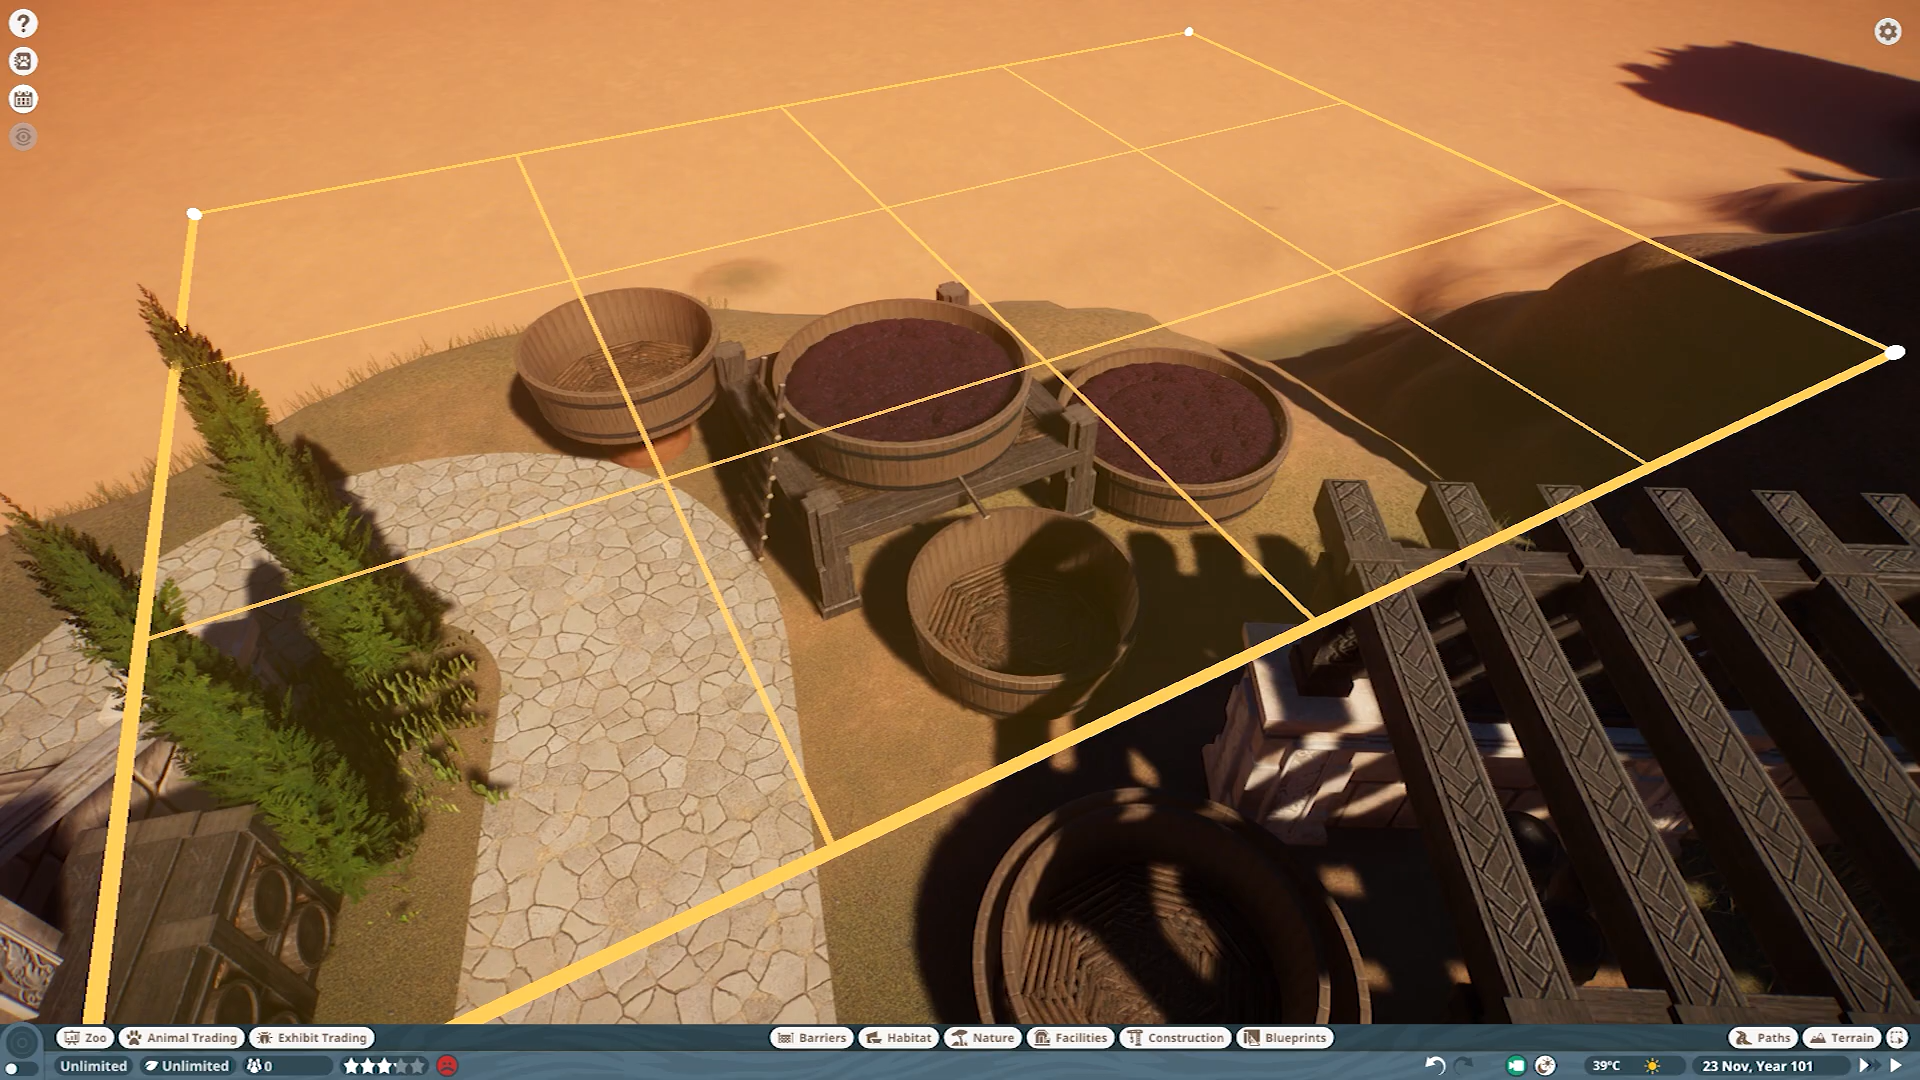 ?
Zoo
Animal Trading
Exhibit Trading
Barriers
Habitat
Nature
Facilities
Construction
Blueprints
Paths
Terrain
Unlimited
Unlimited
0
39°C
23 Nov, Year 101